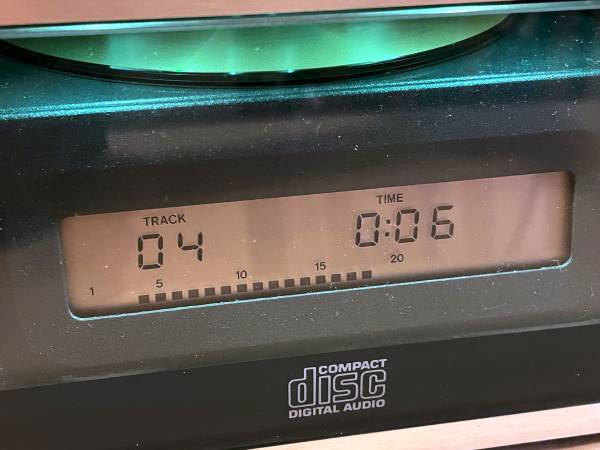 TRACK TIME
04 0:06
1 5 10 15 20
COMPACT
disc
DIGITAL AUDIO